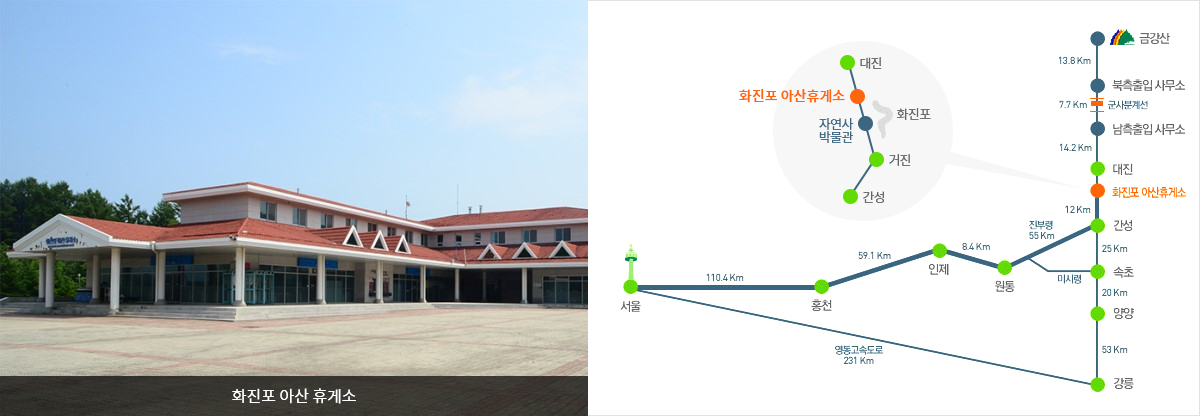 화진포 아산 휴게소
대진
화진포 아산휴게소
화진포
자연사
박물관
거진
간성
금강산
13.8 Km
북측출입 사무소
7.7 Km
군사분계선
남측출입 사무소
14.2 Km
대진
화진포 아산휴게소
12 Km
간성
진부령
55 Km
25 Km
8.4 Km
59.1 Km
인제
원통
미시령
속초
110.4 Km
20 Km
서울
홍천
양양
영동고속도로
231 Km
53 Km
강릉